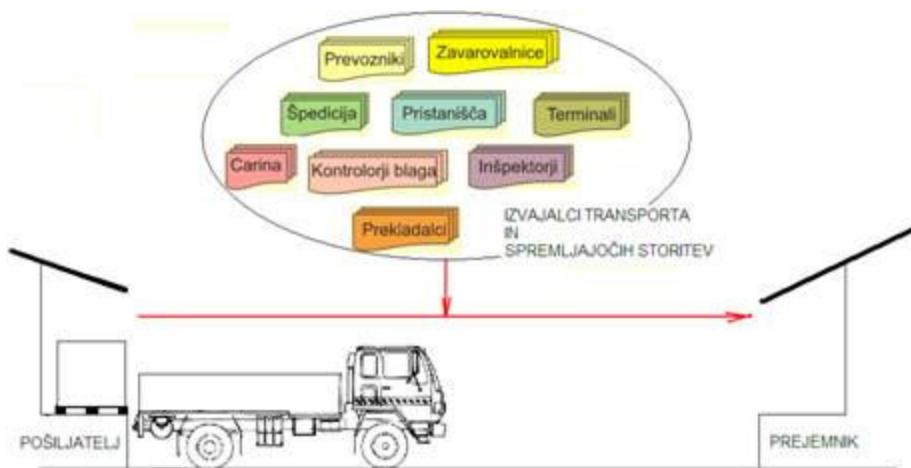 Prevozniki
Zavarovalnice
Špedicija
Pristanišča
Terminali
Carina
Kontrolorji blaga
Inšpektorji
Prekladalci
IZVAJALCI TRANSPORTA
IN
SPREMLJAJOČIH STORITEV
POŠILJATELJ
PREJEMNIK